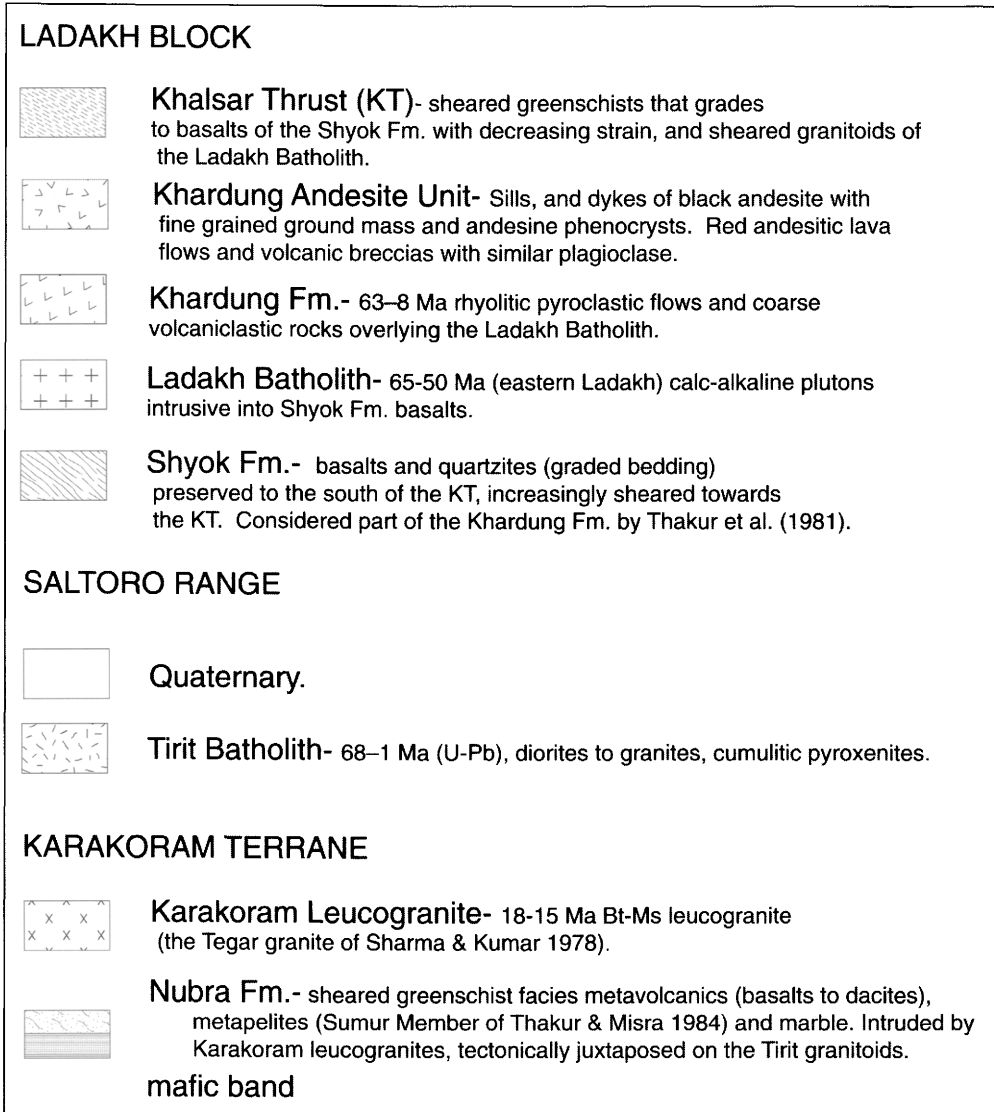 LADAKH BLOCK
Khalsar Thrust (KT)- sheared greenschists that grades
to basalts of the Shyok Fm. with decreasing strain, and sheared granitoids of
the Ladakh Batholith.
Khardung Andesite Unit- Sills, and dykes of black andesite with
fine grained ground mass and andesine phenocrysts. Red andesitic lava
flows and volcanic breccias with similar plagioclase.
Khardung Fm.- 63–8 Ma rhyolitic pyroclastic flows and coarse
volcaniclastic rocks overlying the Ladakh Batholith.
Ladakh Batholith- 65-50 Ma (eastern Ladakh) calc-alkaline plutons
intrusive into Shyok Fm. basalts.
Shyok Fm.- basalts and quartzites (graded bedding)
preserved to the south of the KT, increasingly sheared towards
the KT. Considered part of the Khardung Fm. by Thakur et al. (1981).
SALTORO RANGE
Quaternary.
Tirit Batholith- 68–1 Ma (U-Pb), diorites to granites, cumulitic pyroxenites.
KARAKORAM TERRANE
Karakoram Leucogranite- 18-15 Ma Bt-Ms leucogranite
(the Tegar granite of Sharma & Kumar 1978).
Nubra Fm.- sheared greenschist facies metavolcanics (basalts to dacites),
metapelites (Sumur Member of Thakur & Misra 1984) and marble. Intruded by
Karakoram leucogranites, tectonically juxtaposed on the Tirit granitoids.
mafic band